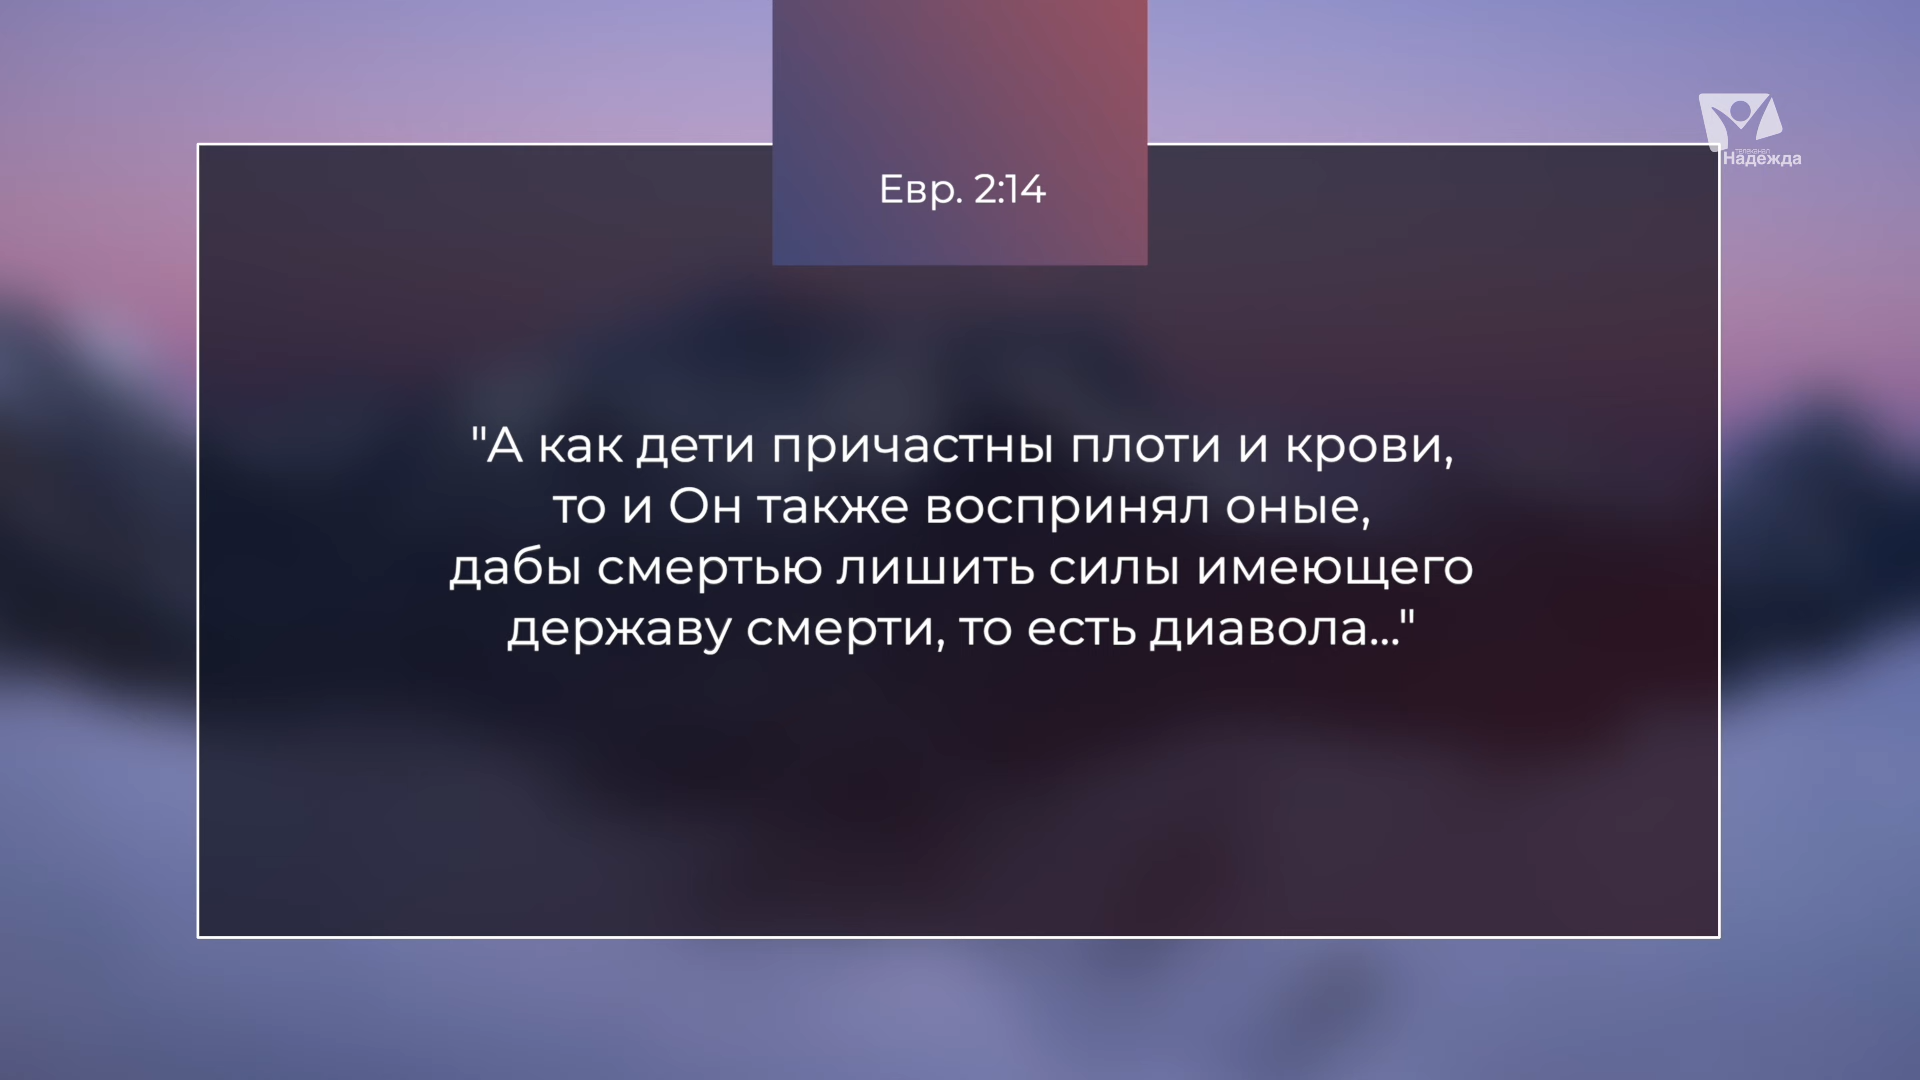 Евр. 2:14
телеканал
Надежда
"А как дети причастны плоти и крови,
то и Он также воспринял оные,
дабы смертью лишить силы имеющего
державу смерти, то есть диавола..."